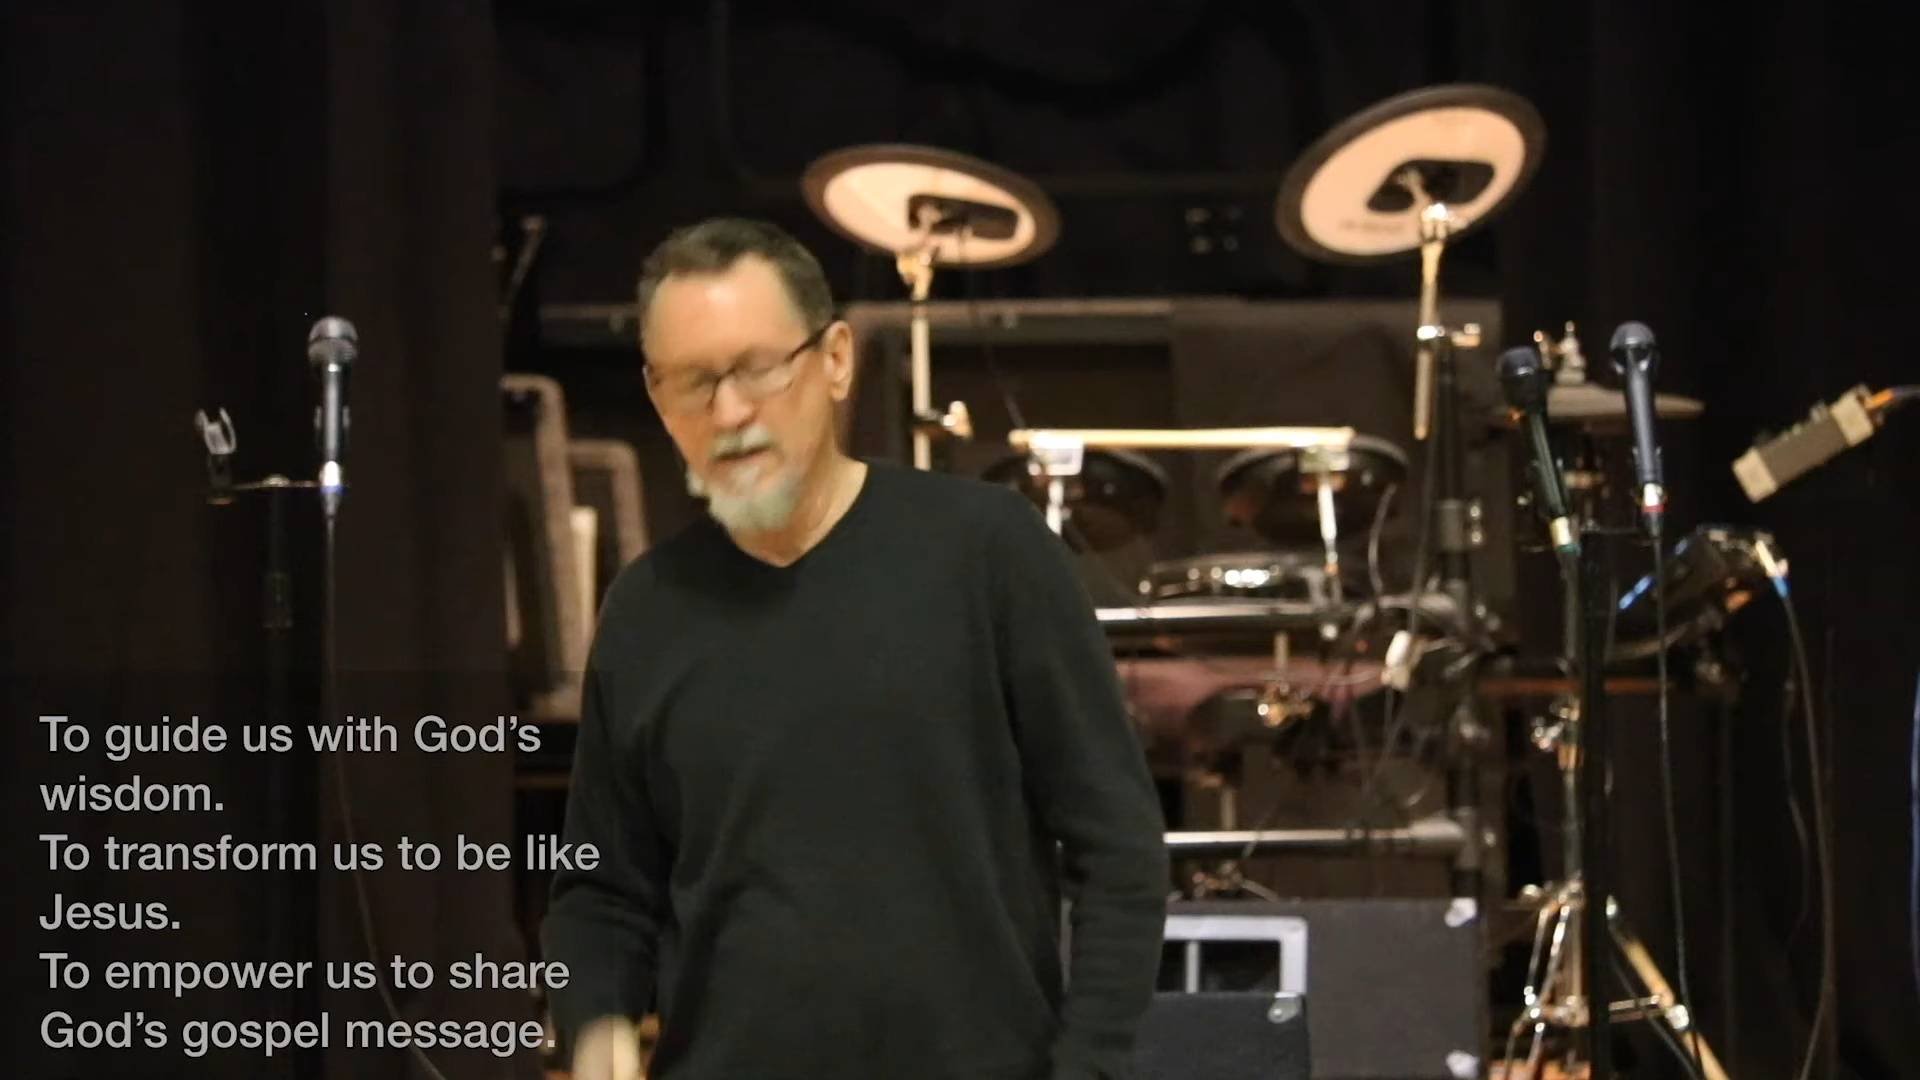 To guide us with God’s
wisdom.
To transform us to be like
Jesus.
To empower us to share
God’s gospel message.